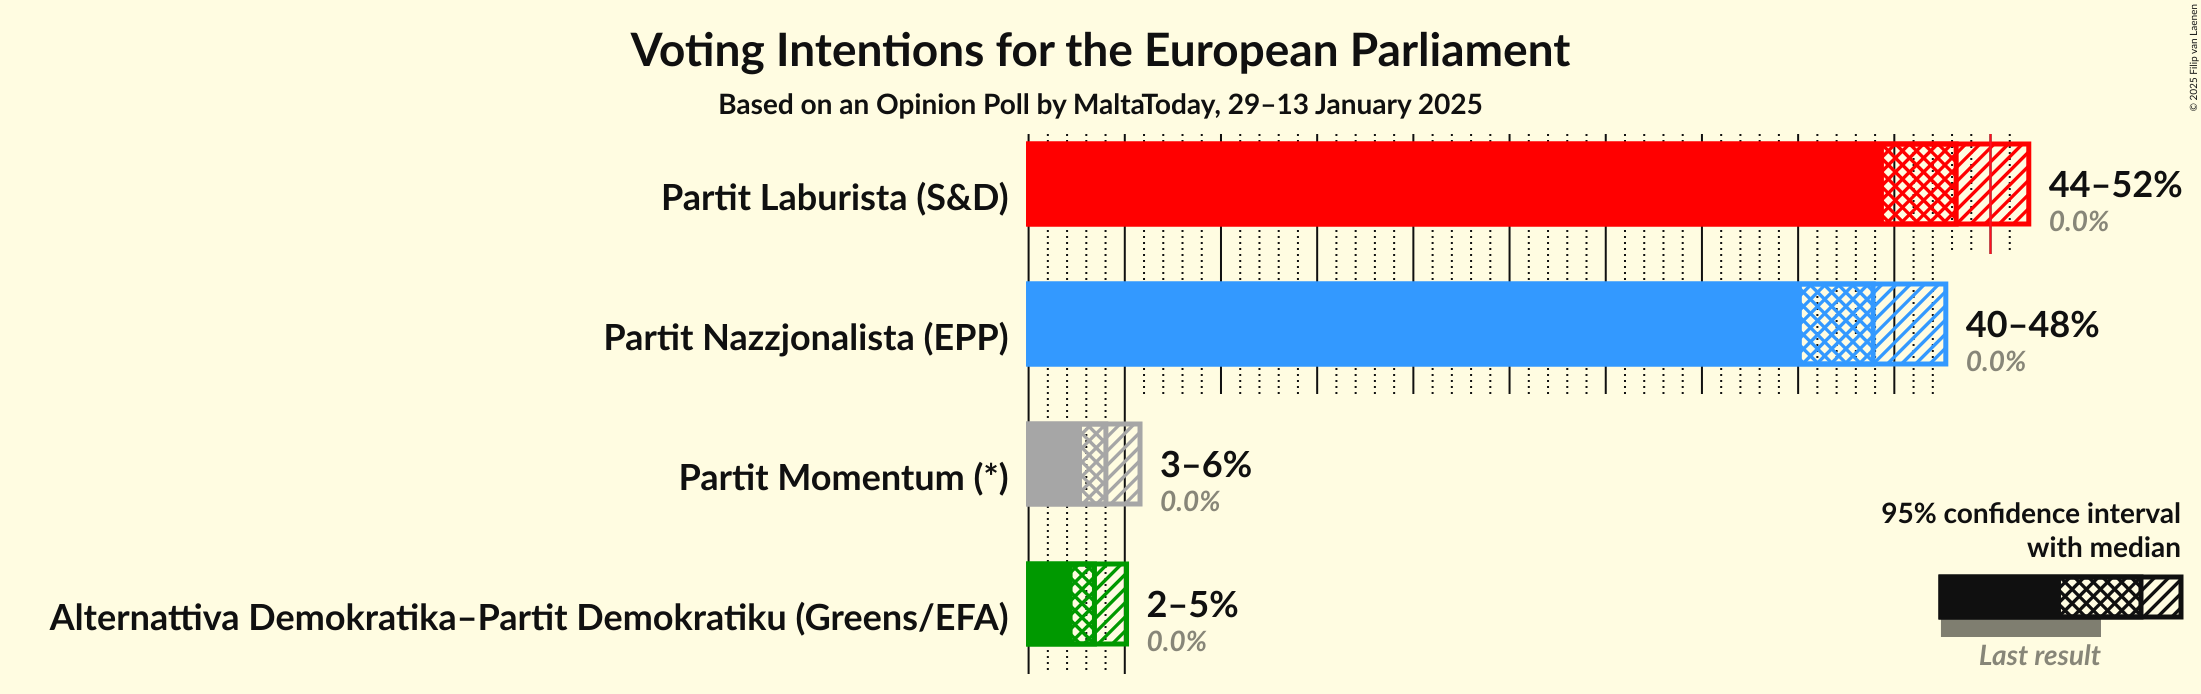 Voting Intentions for the European Parliament
Based on an Opinion Poll by MaltaToday, 29–13 January 2025
© 2025 Filip van Laenen
Partit Laburista (S&D)
44–52%
0.0%
Partit Nazzjonalista (EPP)
40–48%
0.0%
Partit Momentum (*)
3–6%
0.0%
Alternattiva Demokratika–Partit Demokratiku (Greens/EFA)
2–5%
0.0%
95% confidence interval
with median
Last result